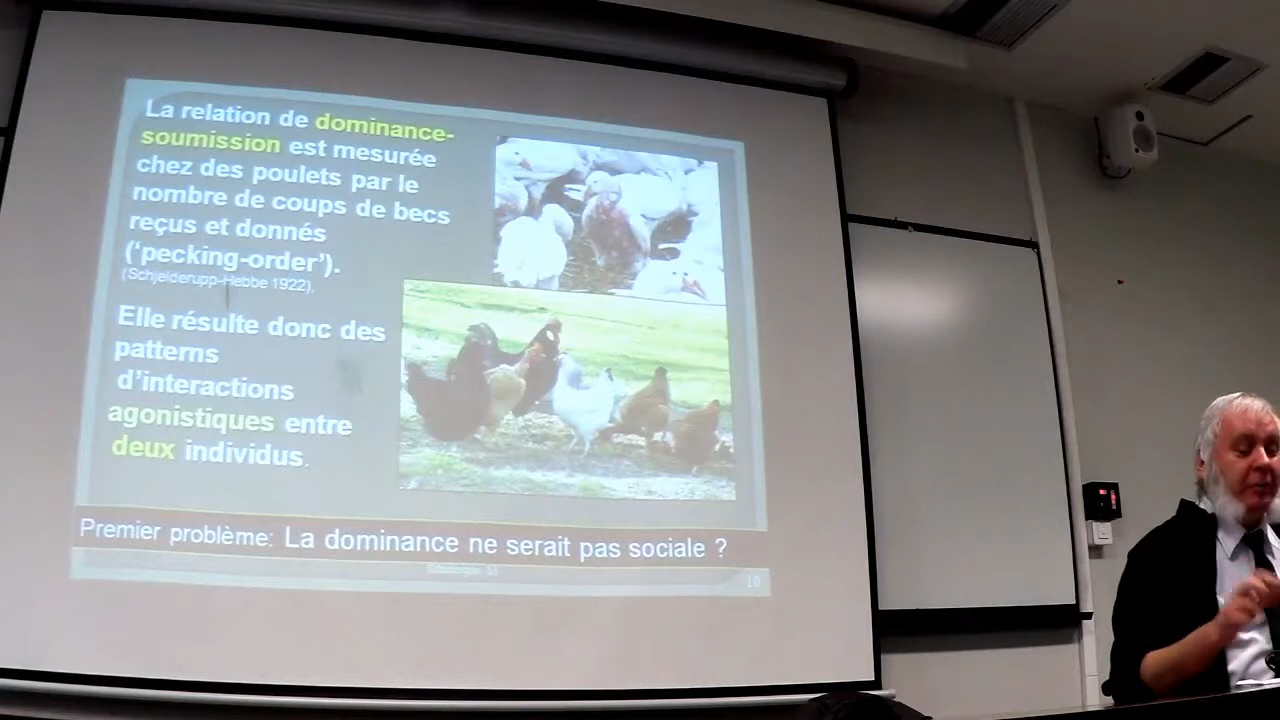 La relation de dominance-
soumission est mesurée
chez des poulets par le
nombre de coups de becs
reçus et donnés
(‘pecking-order’).
(Schjelderupp-Hebbe 1922).
Elle résulte donc des
patterns
d’interactions
agonistiques entre
deux individus.
Premier problème: La dominance ne serait pas sociale ?
10